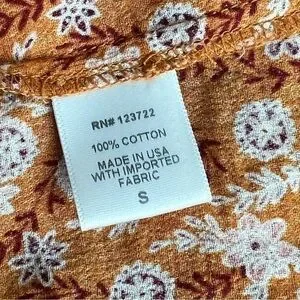 RN# 123722
100% COTTON
MADE IN USA
WITH IMPORTED
FABRIC
S